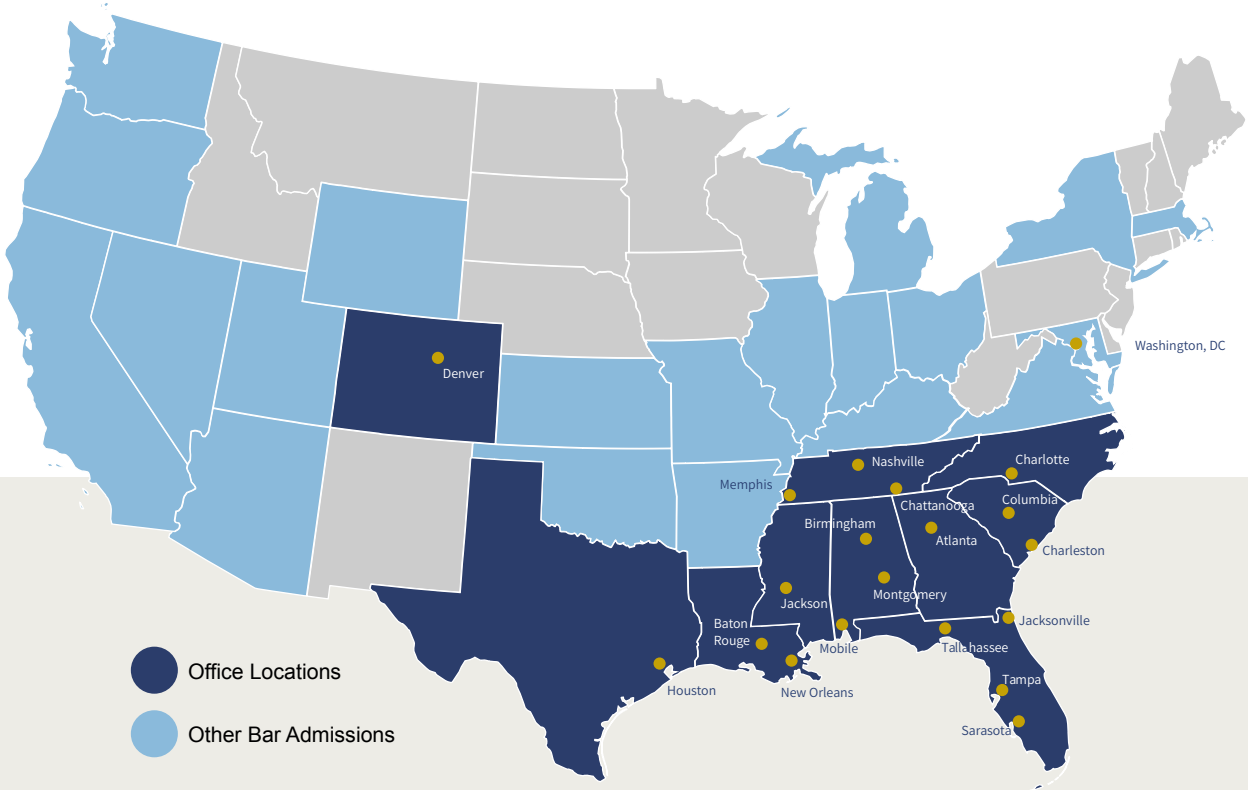 Washington, DC
Denver
Nashville
Charlotte
Memphis
Columbia
Chattanooga
Birmingham
Atlanta
Charleston
Montgomery
Jackson
Baton
Rouge
Jacksonville
Mobile
Tallahassee
Office Locations
Tampa
Houston
New Orleans
Sarasota
Other Bar Admissions